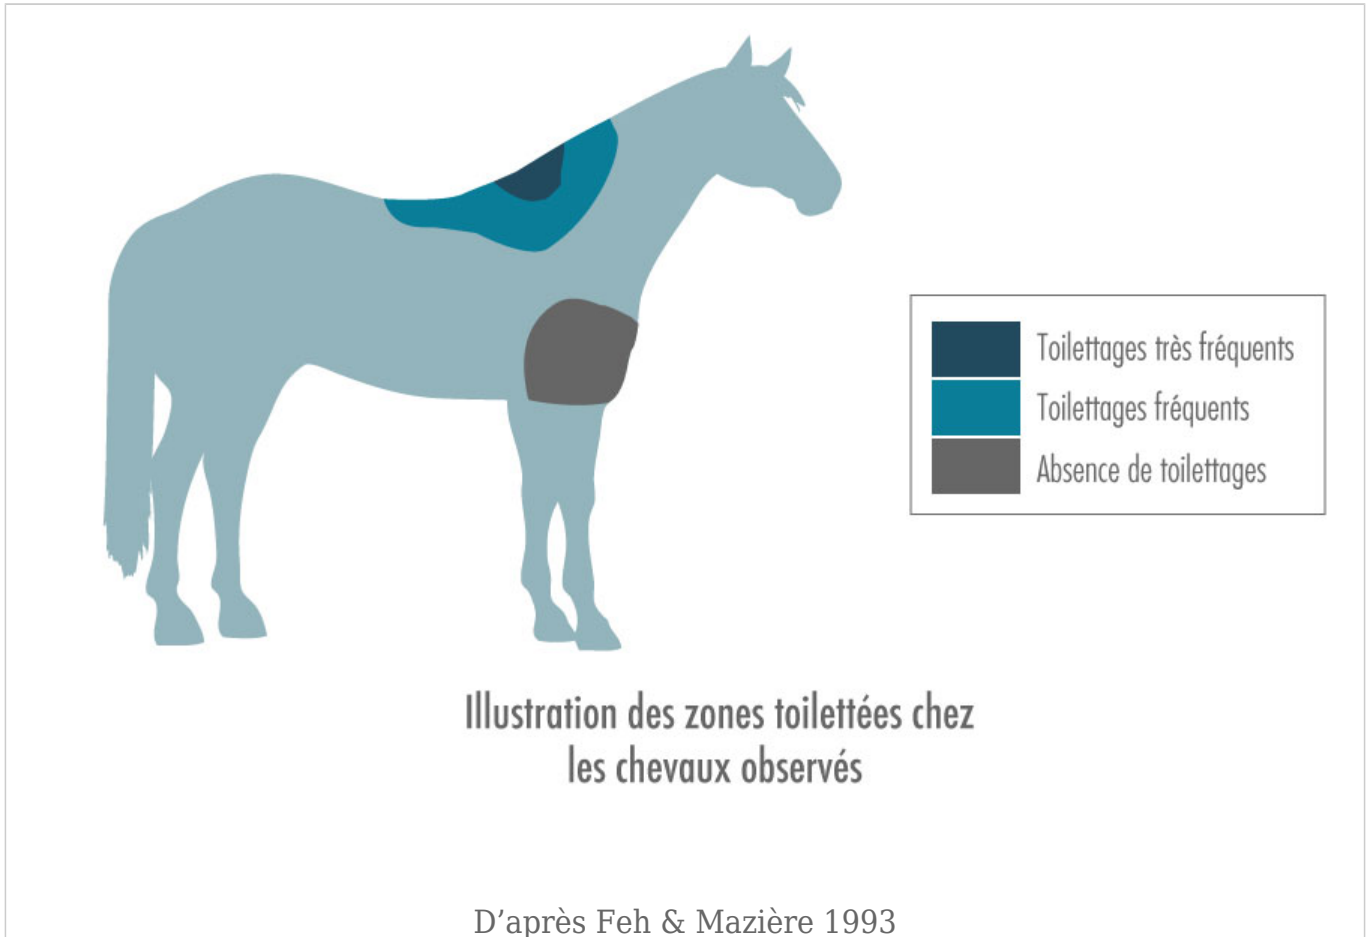 Toilettages très fréquents
Toilettages fréquents
Absence de toilettages
Illustration des zones toilettées chez
les chevaux observés
D’après Feh & Mazière 1993